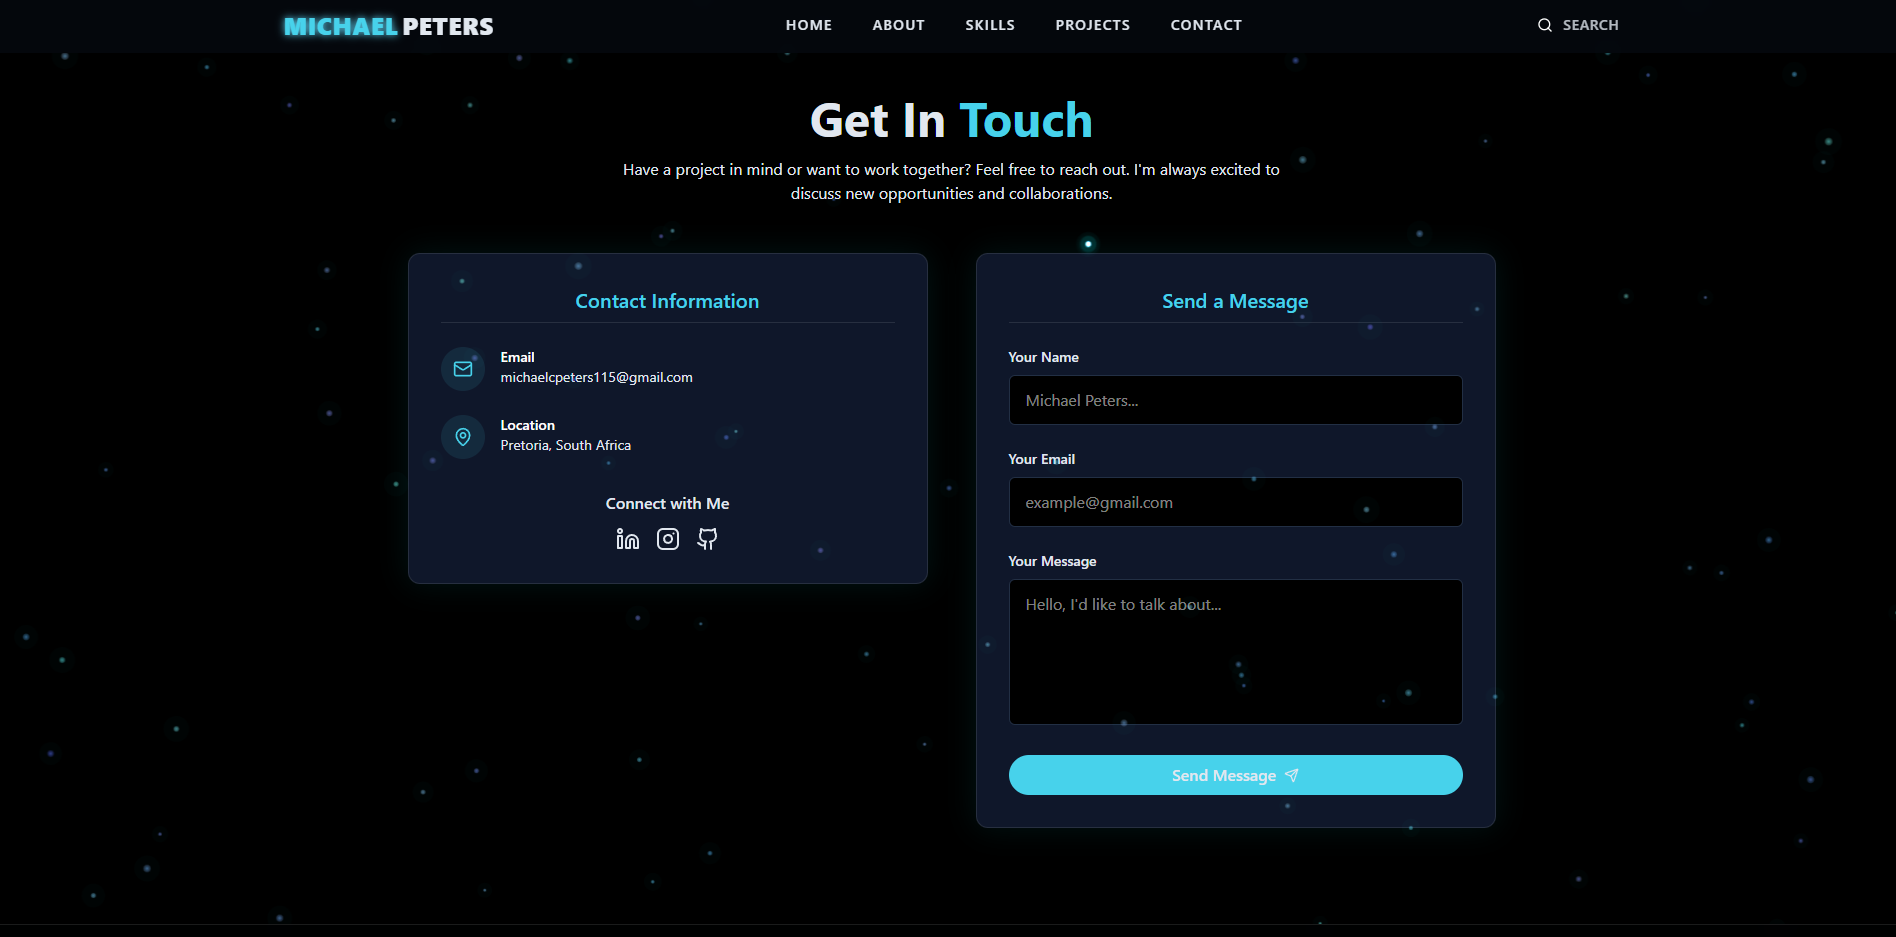 MICHAEL PETERS
HOME ABOUT SKILLS PROJECTS CONTACT
SEARCH
Get In Touch
Have a project in mind or want to work together? Feel free to reach out. I'm always excited to
discuss new opportunities and collaborations.
Contact Information
Email
michaelcpeters115@gmail.com
Location
Pretoria, South Africa
Connect with Me
Send a Message
Your Name
Michael Peters...
Your Email
example@gmail.com
Your Message
Hello, I'd like to talk about...
Send Message